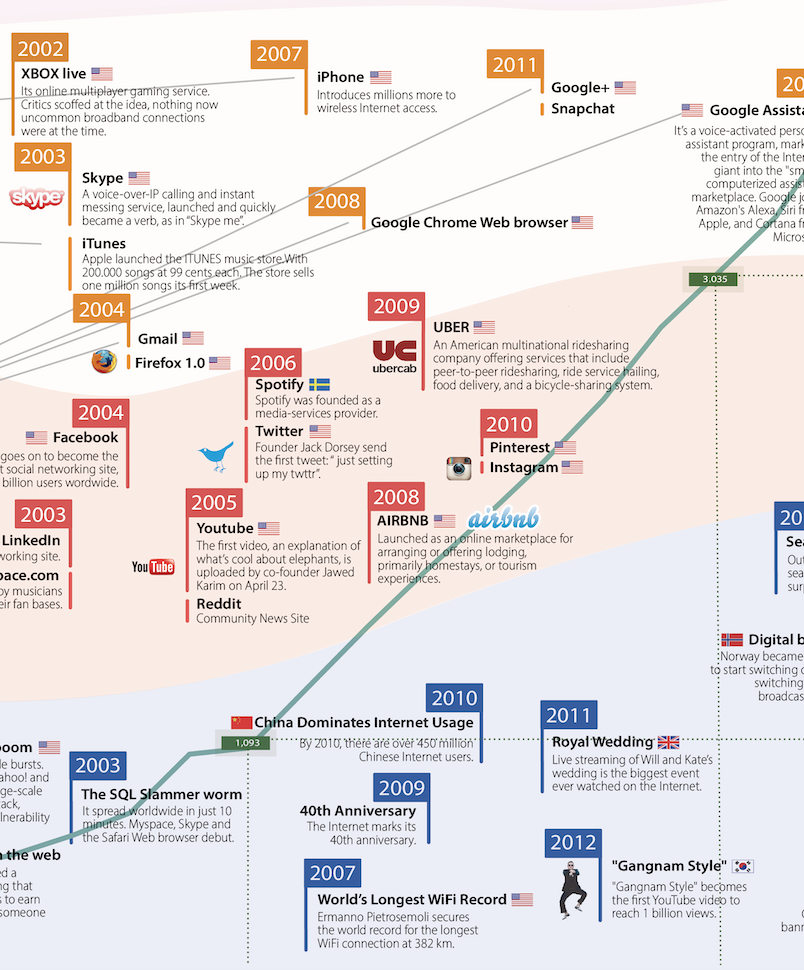 2002
XBOX live
Its online multiplayer gaming service.
Critics scoffed at the idea, nothing now
uncommon broadband connections
were at the time.
2007
iPhone
Introduces millions more to
wireless Internet access.
2011
Google+
Snapchat
20
Google Assista
It's a voice-activated perso
assistant program, mark
the entry of the Inter
giant into the "sm
computerized assist
marketplace. Google jo
Amazon's Alexa, Siri fr
Apple, and Cortana fr
Micros
2003
skype
Skype
A voice-over-IP calling and instant
messing service, launched and quickly
became a verb, as in "Skype me".
iTunes
Apple launched the ITUNES music store.With
200.000 songs at 99 cents each. The store sells
one million songs its first week.
2008
Google Chrome Web browser
3,035
2004
Gmail
Firefox 1.0
2009
UBER
UC
ubercab
An American multinational ridesharing
company offering services that include
peer-to-peer ridesharing, ride service hailing,
food delivery, and a bicycle-sharing system.
2006
Spotify
Spotify was founded as a
media-services provider.
Twitter
Founder Jack Dorsey send
the first tweet: " just setting
up my twttr".
2004
Facebook
goes on to become the
t social networking site,
billion users worwide.
2010
Pinterest
Instagram
2003
LinkedIn
working site.
pace.com
by musicians
eir fan bases.
2005
Youtube
YouTube
The first video, an explanation of
what's cool about elephants, is
uploaded by co-founder Jawed
Karim on April 23.
Reddit
Community News Site
2008
AIRBNB
airbnb
Launched as an online marketplace for
arranging or offering lodging,
primarily homestays, or tourism
experiences.
20
Sea
Out
sea
surp
Digital b
Norway became
to start switching o
switching
broadcas
2010
China Dominates Internet Usage
By 2010, there are over 450 million
Chinese Internet users.
1,093
2011
Royal Wedding
Live streaming of Will and Kate's
wedding is the biggest event
ever watched on the Internet.
boom
le bursts.
ahoo! and
ge-scale
tack,
lnerability
2003
The SQL Slammer worm
It spread worldwide in just 10
minutes. Myspace, Skype and
the Safari Web browser debut.
2009
40th Anniversary
The Internet marks its
40th anniversary.
n the web
ed a
ng that
s to earn
someone
2007
World's Longest WiFi Record
Ermanno Pietrosemoli secures
the world record for the longest
WiFi connection at 382 km.
2012
"Gangnam Style"
"Gangnam Style" becomes
the first YouTube video to
reach 1 billion views.
bann